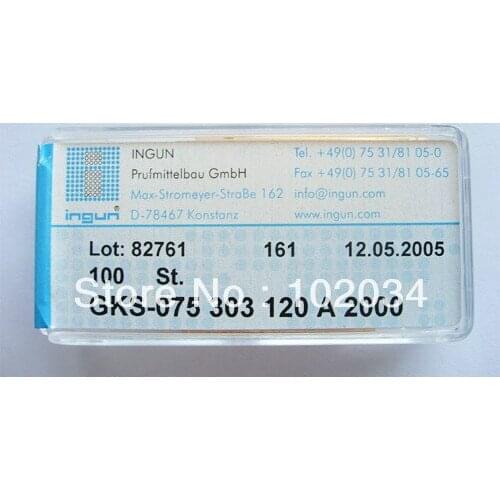 INGUN
Prufmittelbau GmbH
Max-Stromeyer-Straße 162
D-78467 Konstanz
Tel. +49(0) 75 31/81 05-0
Fax +49(0) 75 31/81 05-65
info@ingun.com
www.ingun.com
ingun®
Lot: 82761 161 12.05.2005
100 St.
Store No.: 102034
GKS-075 303 120 A 2000